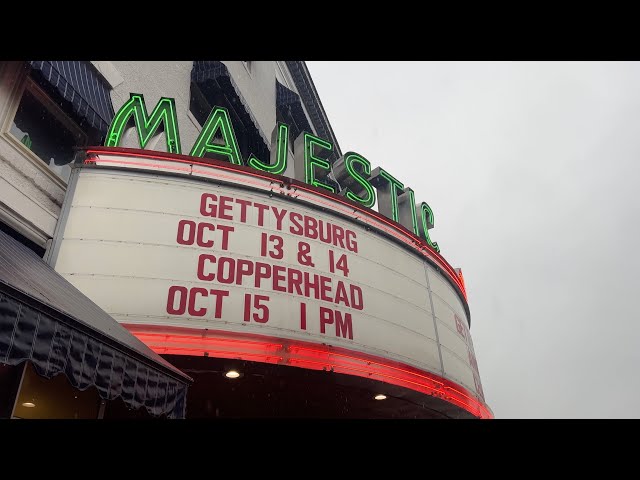 MAJESTIC
GETTYSBURG
OCT 13 & 14
COPPERHEAD
OCT 15 1 PM